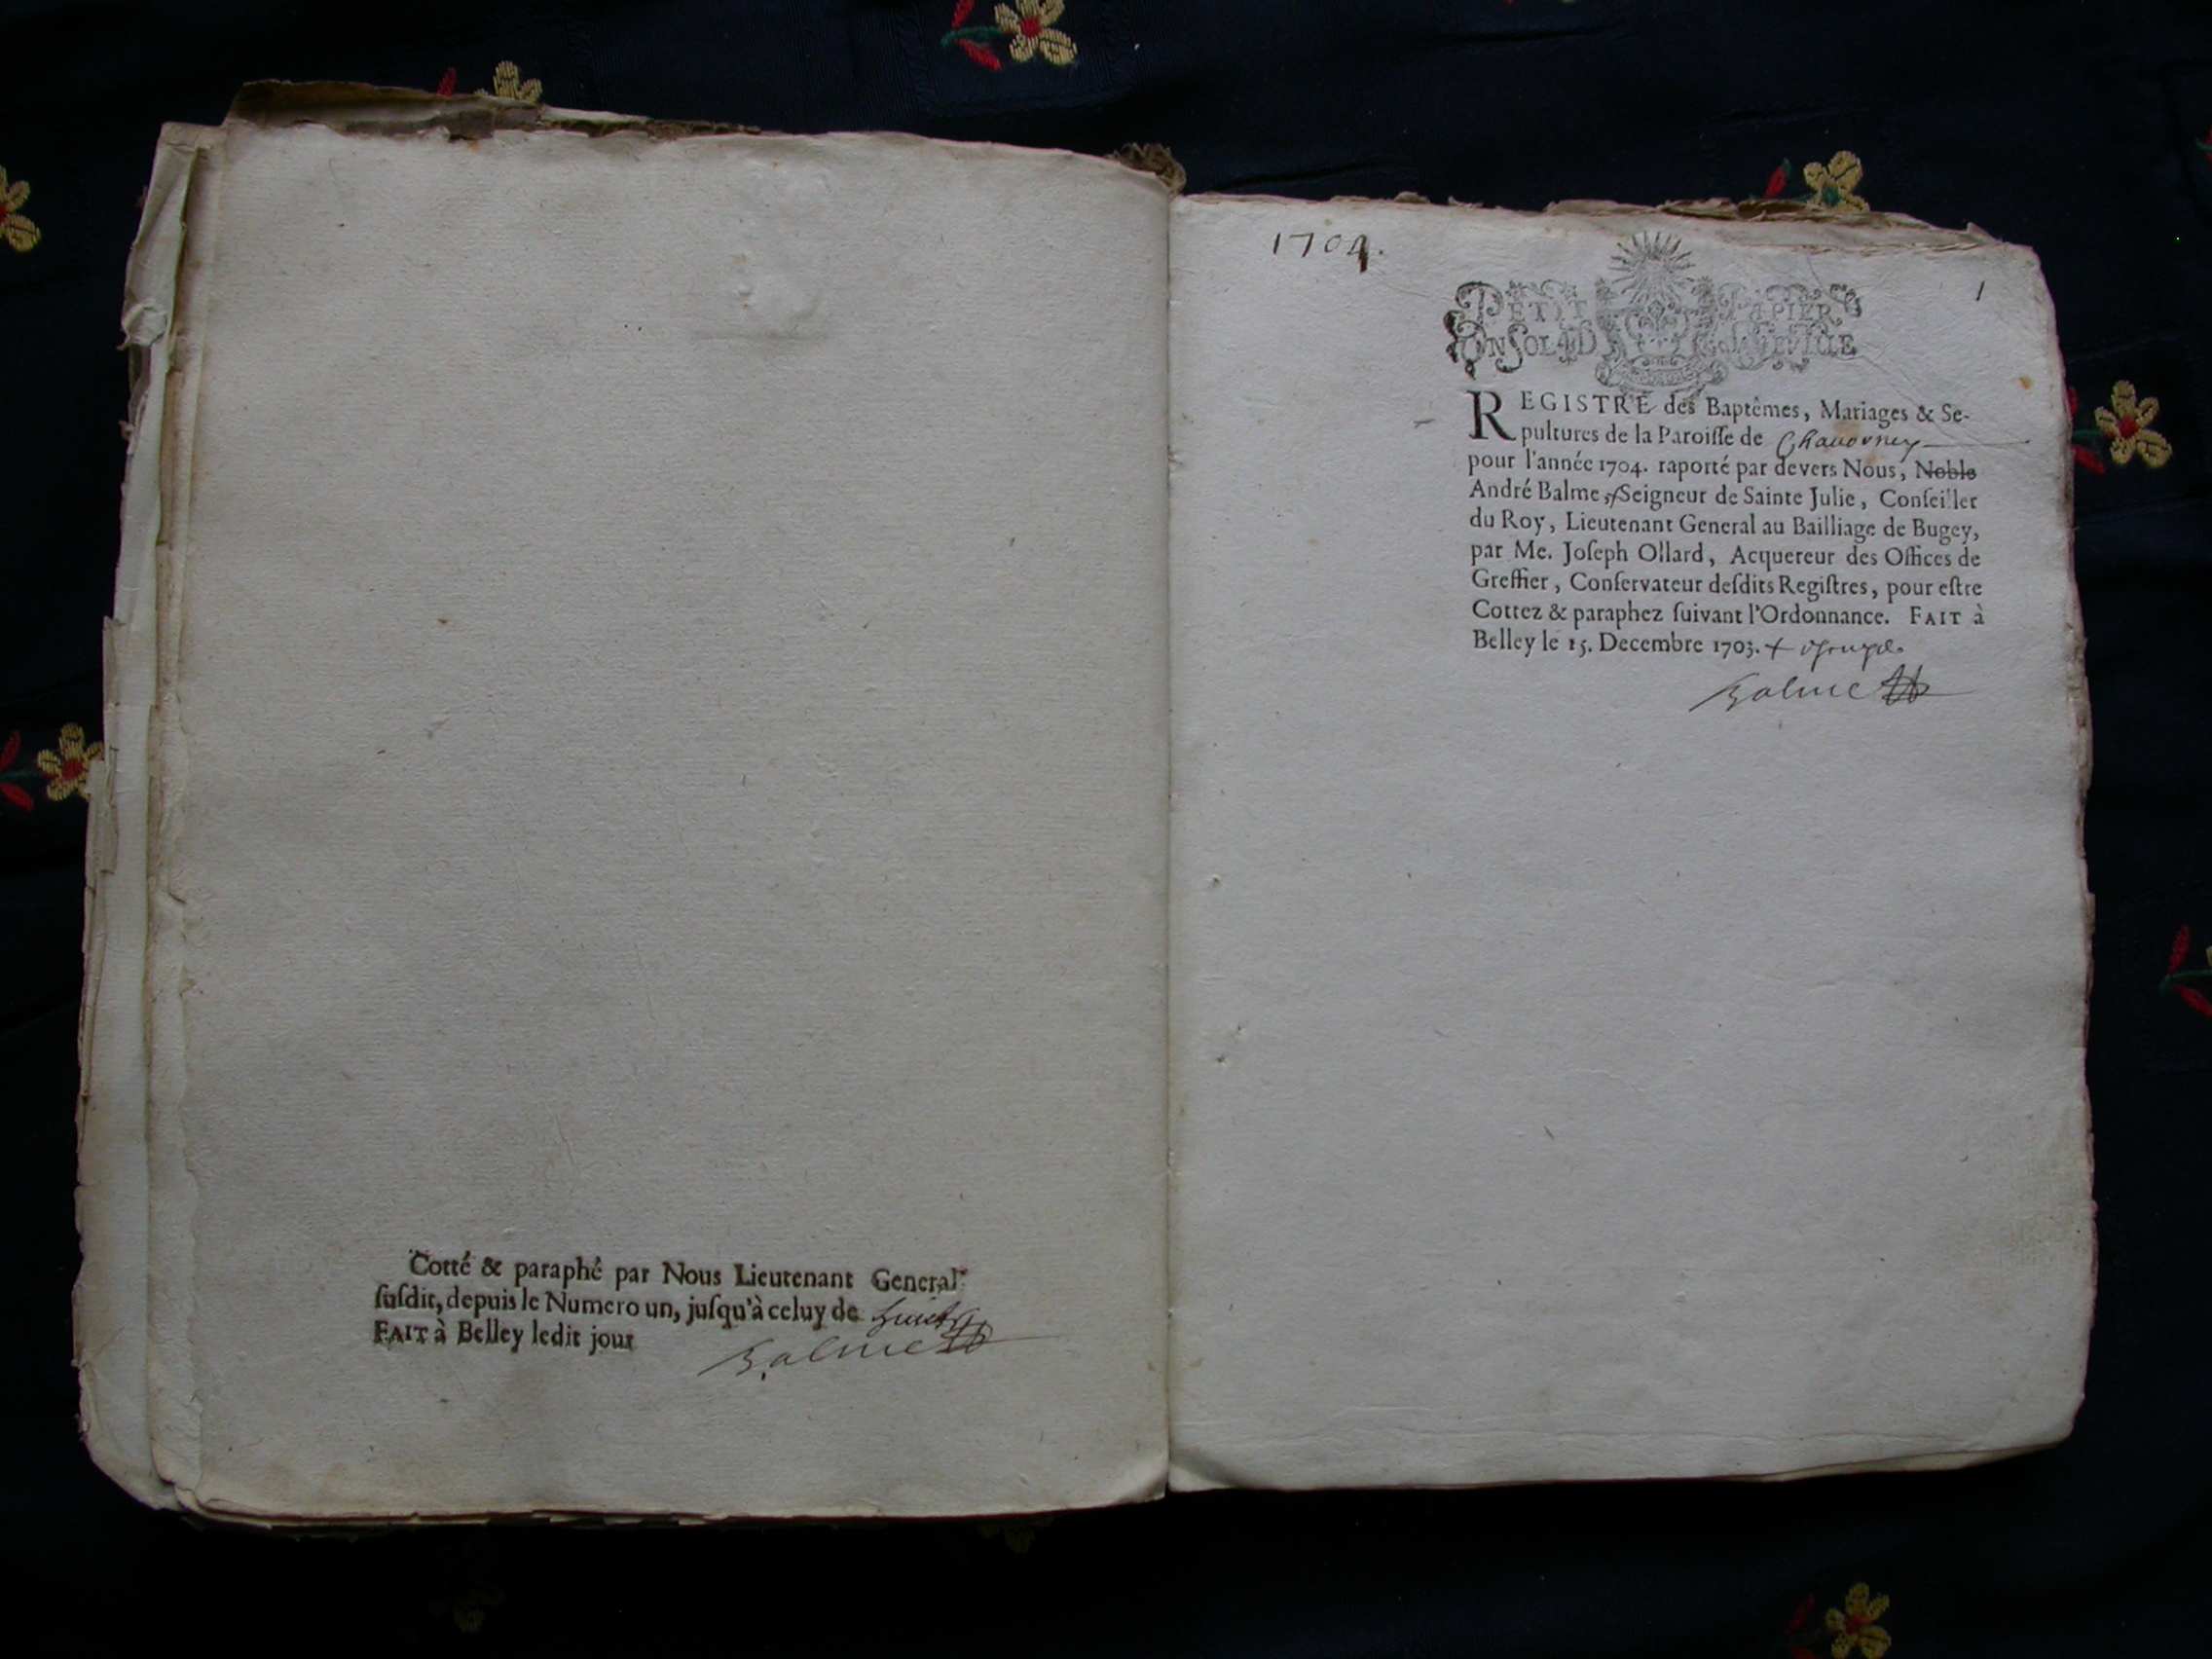 Cotté & paraphé par Nous Lieutenant General
ſuſdit, depuis le Numero un, juſqu'à celuy de huict
FAIT à Belley ledit jour
Balme
1704.
1
PETIT PAPIER
REGISTRE des Baptêmes, Mariages & Se-
pultures de la Paroiſſe de Chavorney
pour l'année 1704. raporté par devers Nous, Noble
André Balme, Seigneur de Sainte Julie, Conſeiller
du Roy, Lieutenant General au Bailliage de Bugey,
par Me. Joſeph Ollard, Acquereur des Offices de
Greffier, Conſervateur deſdits Regiſtres, pour eſtre
Cottez & paraphez ſuivant l'Ordonnance. FAIT à
Belley le 15. Decembre 1703.
Balme